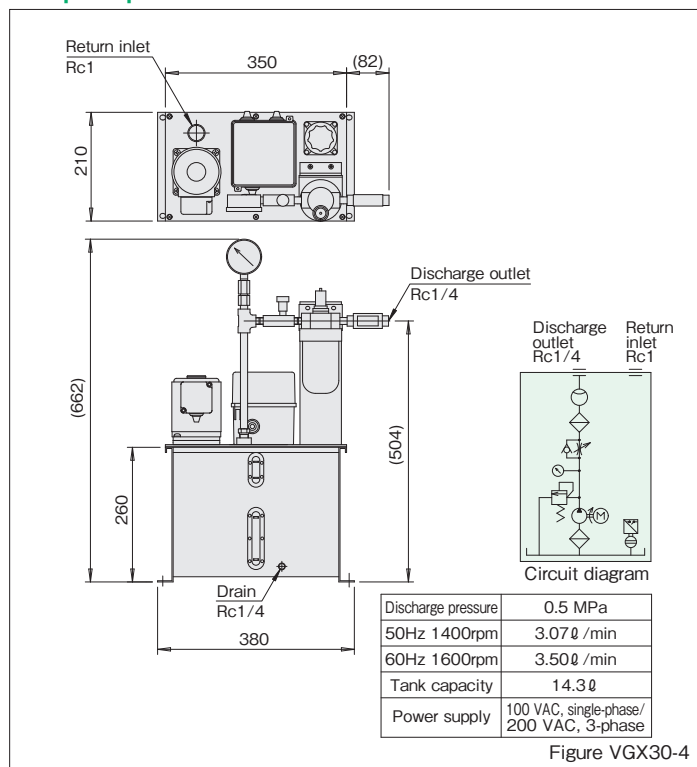 Return inlet
Rc1
350
(82)
210
Discharge outlet
Rc1/4
(662)
(504)
260
Drain
Rc1/4
380
Discharge
outlet
Rc1/4
Return
inlet
Rc1
M
Circuit diagram
Discharge pressure 0.5 MPa
50Hz 1400rpm 3.07ℓ/min
60Hz 1600rpm 3.50ℓ/min
Tank capacity 14.3ℓ
Power supply 100 VAC, single-phase/
200 VAC, 3-phase
Figure VGX30-4